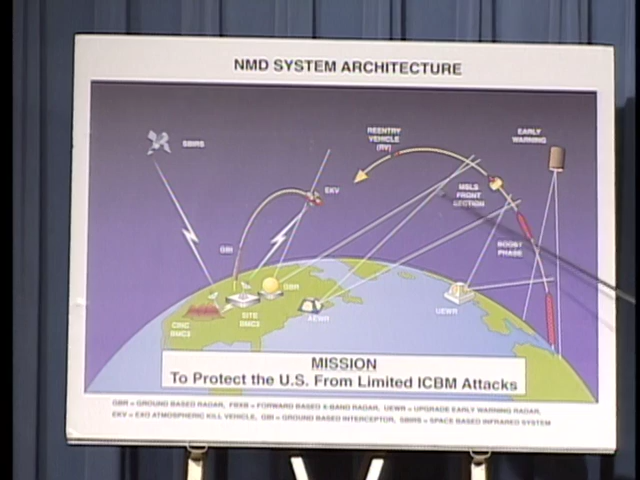 NMD SYSTEM ARCHITECTURE
SBIRS
REENTRY
VEHICLE
(RV)
EARLY
WARNING
EKV
MSLS
FRONT
SECTION
GBI
BOOST
PHASE
GBR
SITE
BMC3
CINC
BMC3
UEWR
MISSION
To Protect the U.S. From Limited ICBM Attacks
GBR = GROUND BASED RADAR, FBXB = FORWARD BASED X-BAND RADAR, UEWR = UPGRADE EARLY WARNING RADAR,
EKV = EXO ATMOSPHERIC KILL VEHICLE, GBI = GROUND BASED INTERCEPTOR, SBIRS = SPACE BASED INFRARED SYSTEM